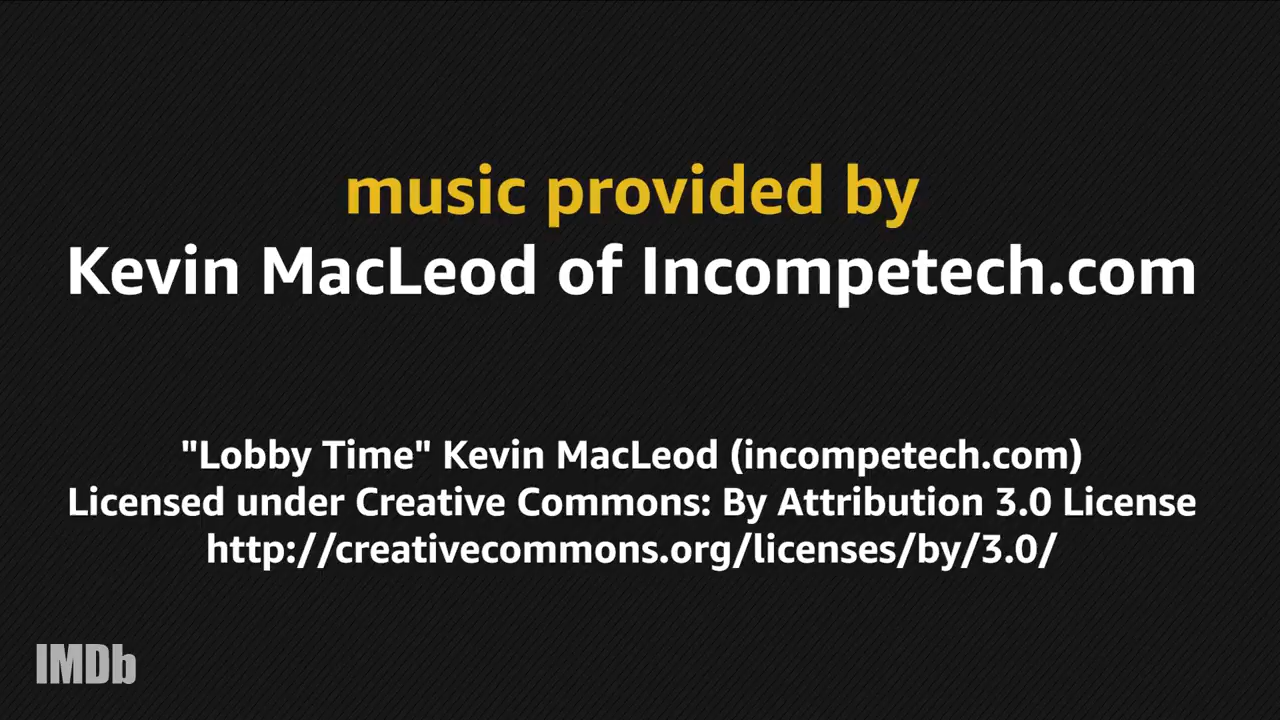 music provided by
Kevin MacLeod of Incompetech.com
"Lobby Time" Kevin MacLeod (incompetech.com)
Licensed under Creative Commons: By Attribution 3.0 License
http://creativecommons.org/licenses/by/3.0/
IMDb